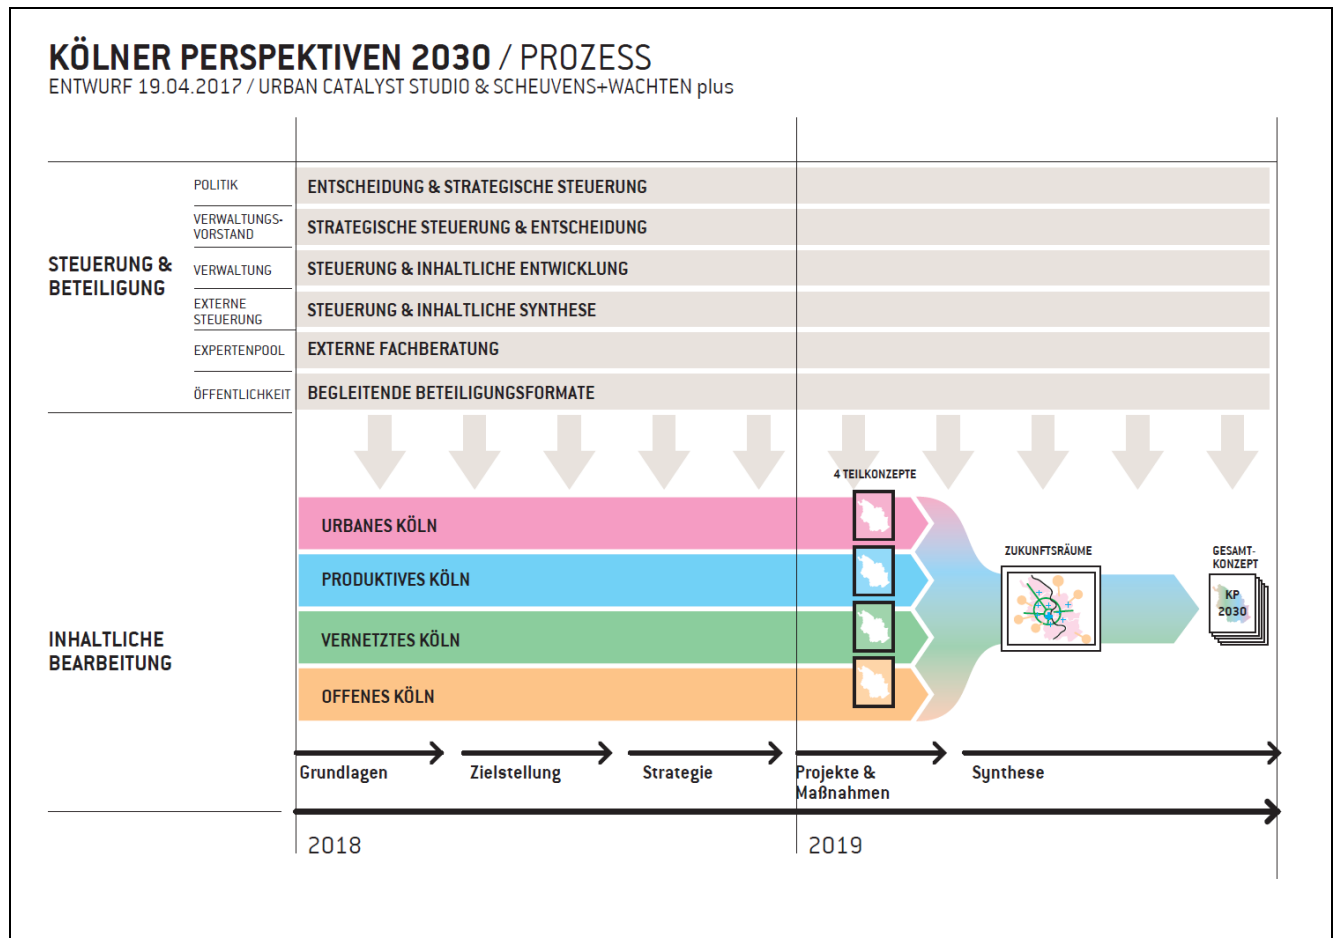 KÖLNER PERSPEKTIVEN 2030 / PROZESS
ENTWURF 19.04.2017 / URBAN CATALYST STUDIO & SCHEUVENS+WACHTEN plus
STEUERUNG &
BETEILIGUNG
POLITIK
ENTSCHEIDUNG & STRATEGISCHE STEUERUNG
VERWALTUNGS-
VORSTAND
STRATEGISCHE STEUERUNG & ENTSCHEIDUNG
VERWALTUNG
STEUERUNG & INHALTLICHE ENTWICKLUNG
EXTERNE
STEUERUNG
STEUERUNG & INHALTLICHE SYNTHESE
EXPERTENPOOL
EXTERNE FACHBERATUNG
ÖFFENTLICHKEIT
BEGLEITENDE BETEILIGUNGSFORMATE
INHALTLICHE
BEARBEITUNG
4 TEILKONZEPTE
URBANES KÖLN
PRODUKTIVES KÖLN
VERNETZTES KÖLN
OFFENES KÖLN
ZUKUNFTSRÄUME
GESAMT-
KONZEPT
KP
2030
Grundlagen
Zielstellung
Strategie
Projekte &
Maßnahmen
Synthese
2018
2019